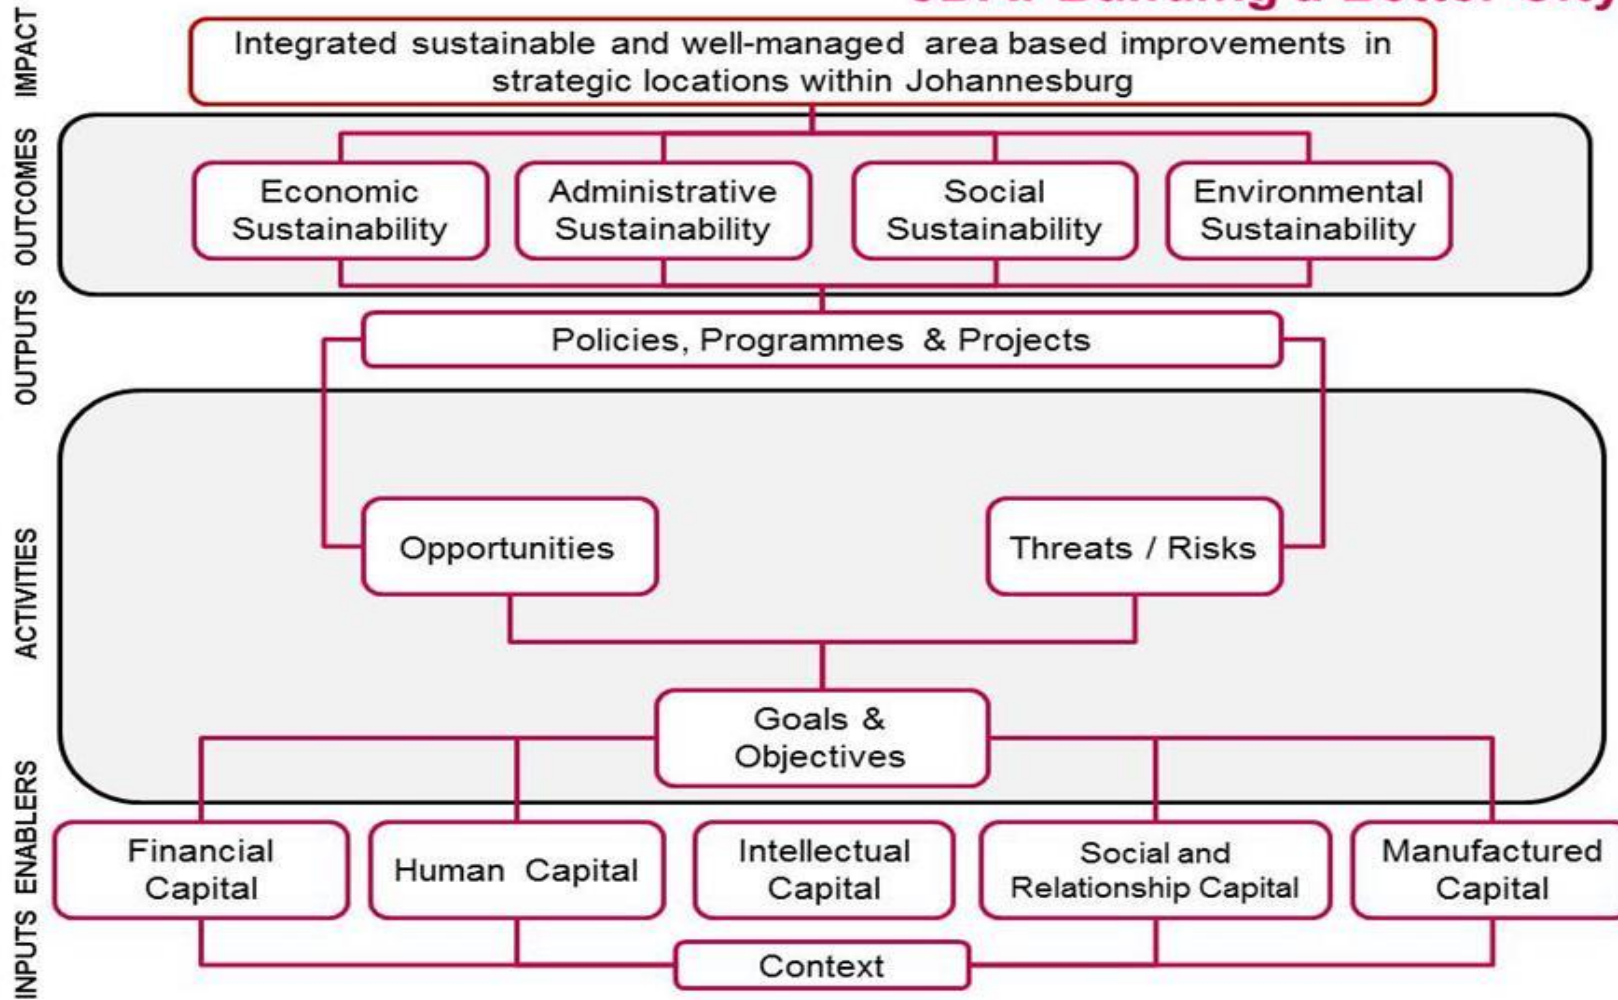 IMPACT
Integrated sustainable and well-managed area based improvements in
strategic locations within Johannesburg
OUTCOMES
Economic
Sustainability
Administrative
Sustainability
Social
Sustainability
Environmental
Sustainability
OUTPUTS
Policies, Programmes & Projects
ACTIVITIES
Opportunities
Threats / Risks
Goals &
Objectives
INPUTS ENABLERS
Financial
Capital
Human Capital
Intellectual
Capital
Social and
Relationship Capital
Manufactured
Capital
Context